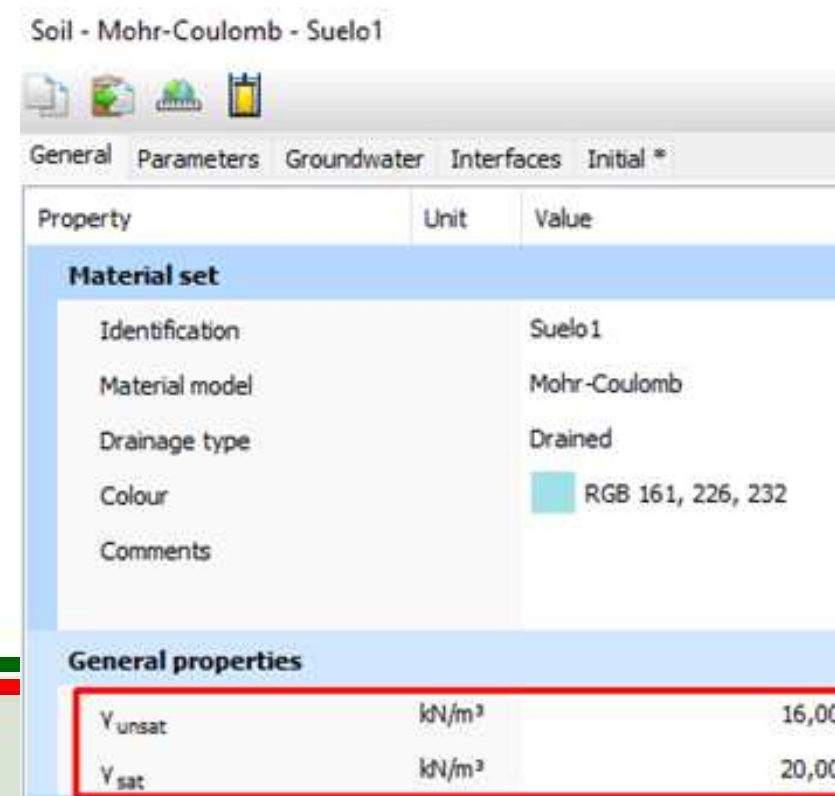 Soil - Mohr-Coulomb - Suelo1
General Parameters Groundwater Interfaces Initial *
Property Unit Value
Material set
Identification Suelo1
Material model Mohr-Coulomb
Drainage type Drained
Colour RGB 161, 226, 232
Comments
General properties
γunsat kN/m³ 16,00
γsat kN/m³ 20,00